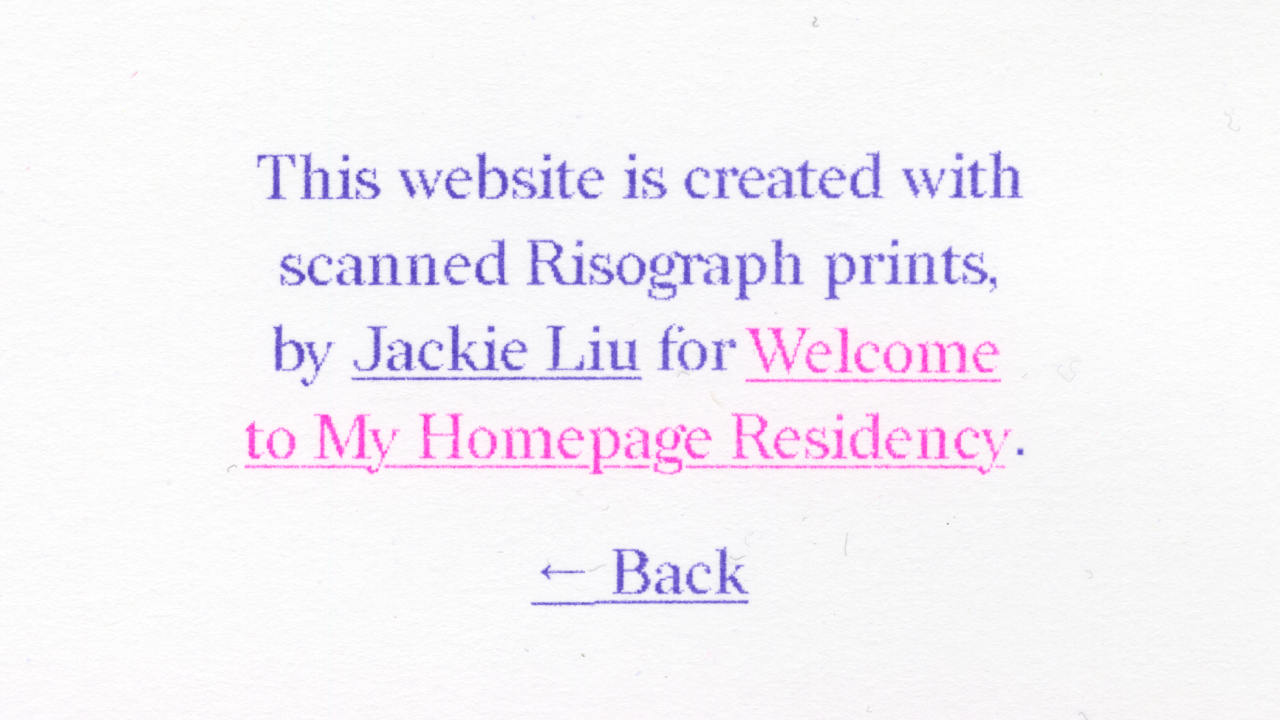 This website is created with
scanned Risograph prints,
by Jackie Liu for Welcome
to My Homepage Residency.
← Back